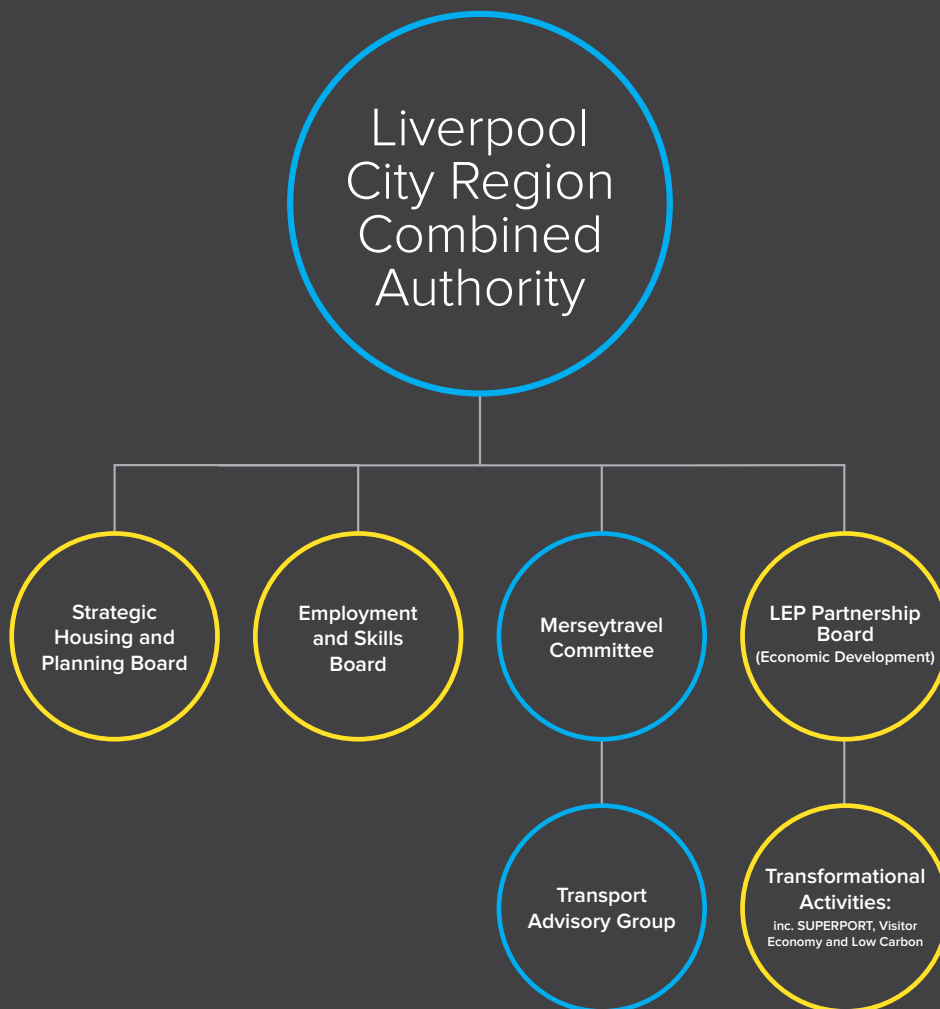 Liverpool
City Region
Combined
Authority
Strategic
Housing and
Planning Board
Employment
and Skills
Board
Merseytravel
Committee
LEP Partnership
Board
(Economic Development)
Transport
Advisory Group
Transformational
Activities:
inc. SUPERPORT, Visitor
Economy and Low Carbon